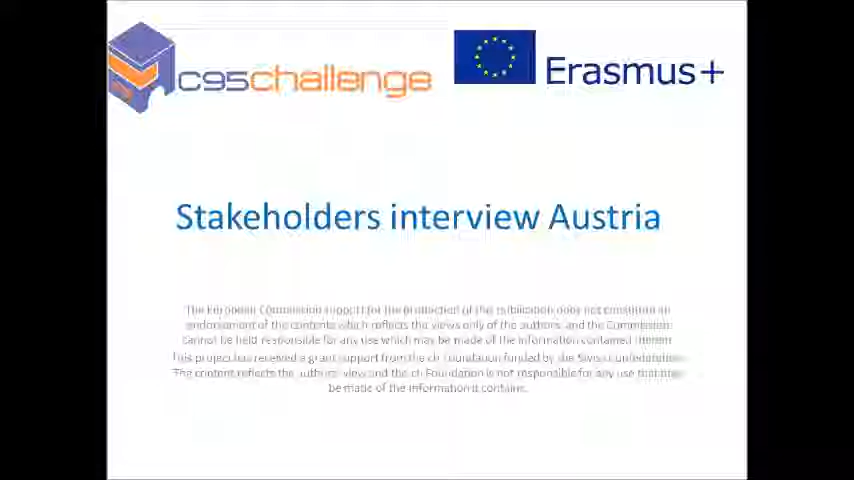 c95challenge
Erasmus+
Stakeholders interview Austria
The European Commission support for the production of this publication does not constitute an
endorsement of the contents which reflects the views only of the authors, and the Commission
cannot be held responsible for any use which may be made of the information contained therein.
This project has received a grant support from the ch Foundation funded by the Swiss Confederation.
The content reflects the authors' view and the ch Foundation is not responsible for any use that may
be made of the information it contains.